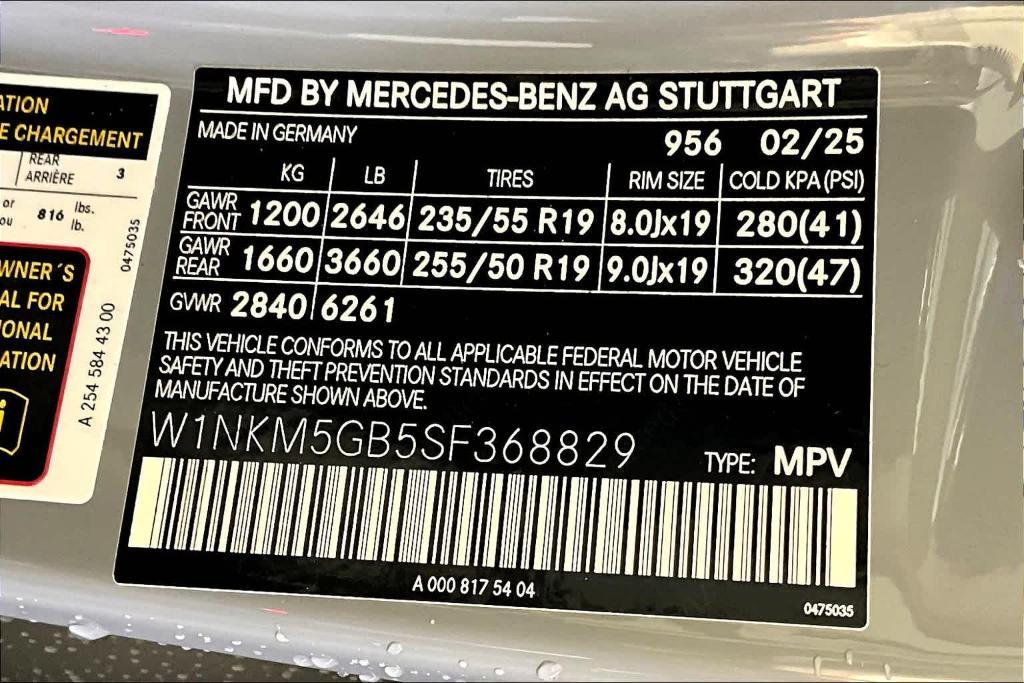 ATION
E CHARGEMENT
REAR
ARRIÈRE 3
or
ou 816 lbs.
lb.
WNER´S
AL FOR
IONAL
ATION
0475035
A 254 584 43 00
MFD BY MERCEDES-BENZ AG STUTTGART
MADE IN GERMANY 956 02/25
KG LB TIRES RIM SIZE COLD KPA (PSI)
GAWR FRONT 1200 2646 235/55 R19 8.0Jx19 280(41)
GAWR REAR 1660 3660 255/50 R19 9.0Jx19 320(47)
GVWR 2840 6261
THIS VEHICLE CONFORMS TO ALL APPLICABLE FEDERAL MOTOR VEHICLE
SAFETY AND THEFT PREVENTION STANDARDS IN EFFECT ON THE DATE OF
MANUFACTURE SHOWN ABOVE.
W1NKM5GB5SF368829 TYPE: MPV
A 000 817 54 04
0475035